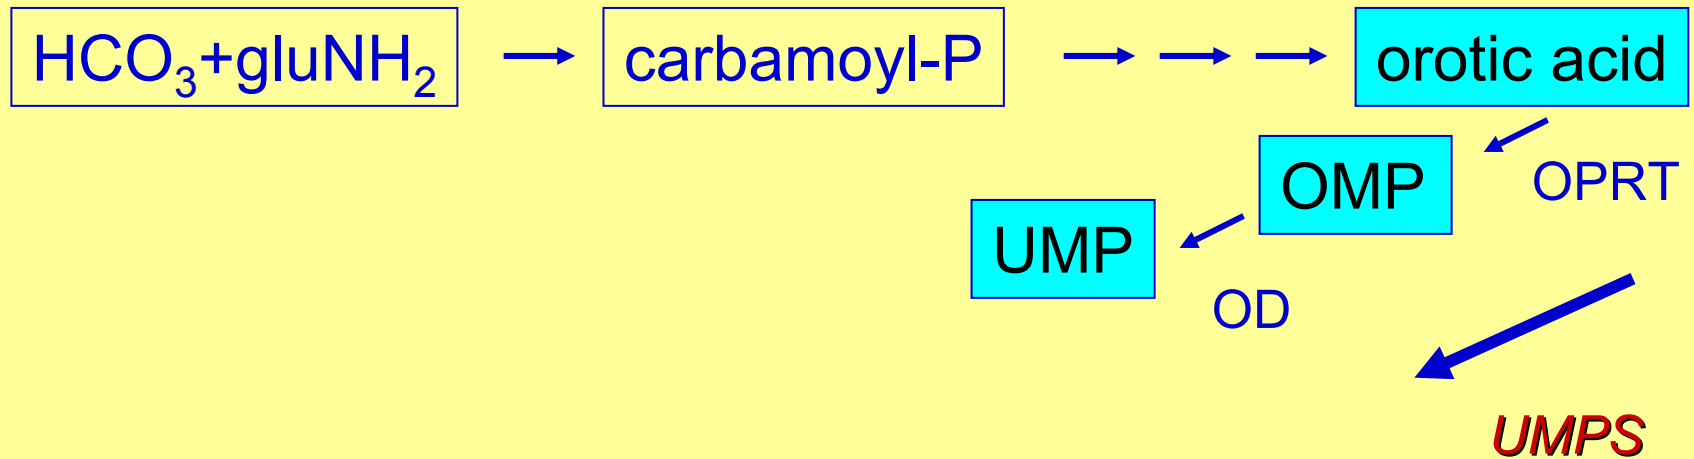 HCO₃+gluNH₂ carbamoyl-P orotic acid
OMP OPRT
UMP
OD
UMPS